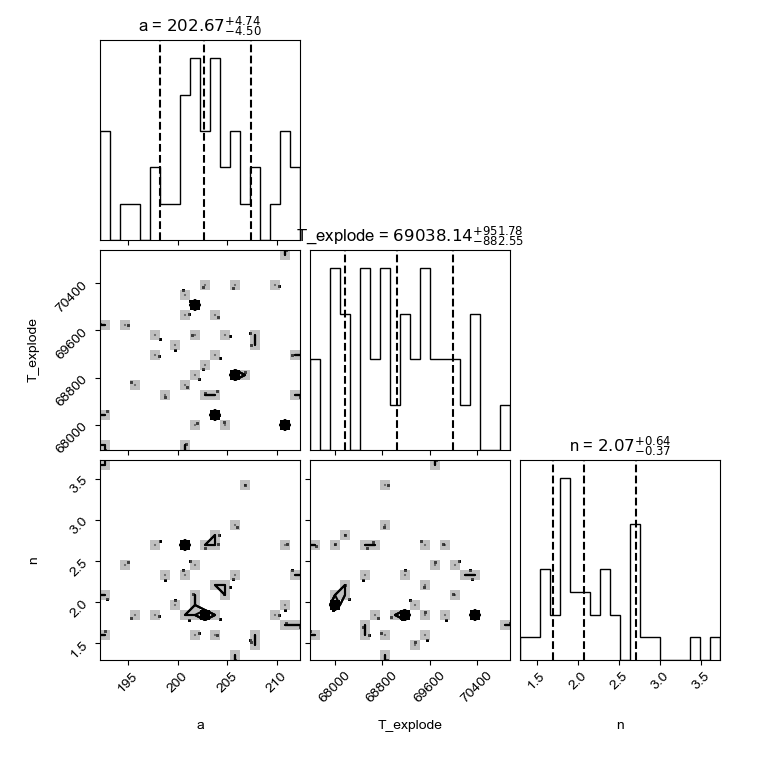 a = 202.67+4.74−4.50
T_explode = 69038.14+951.78−882.55
T_explode
70400
69600
68800
68000
n = 2.07+0.64−0.37
n
3.5
3.0
2.5
2.0
1.5
195 200 205 210
68000 68800 69600 70400
1.5 2.0 2.5 3.0 3.5
a T_explode n